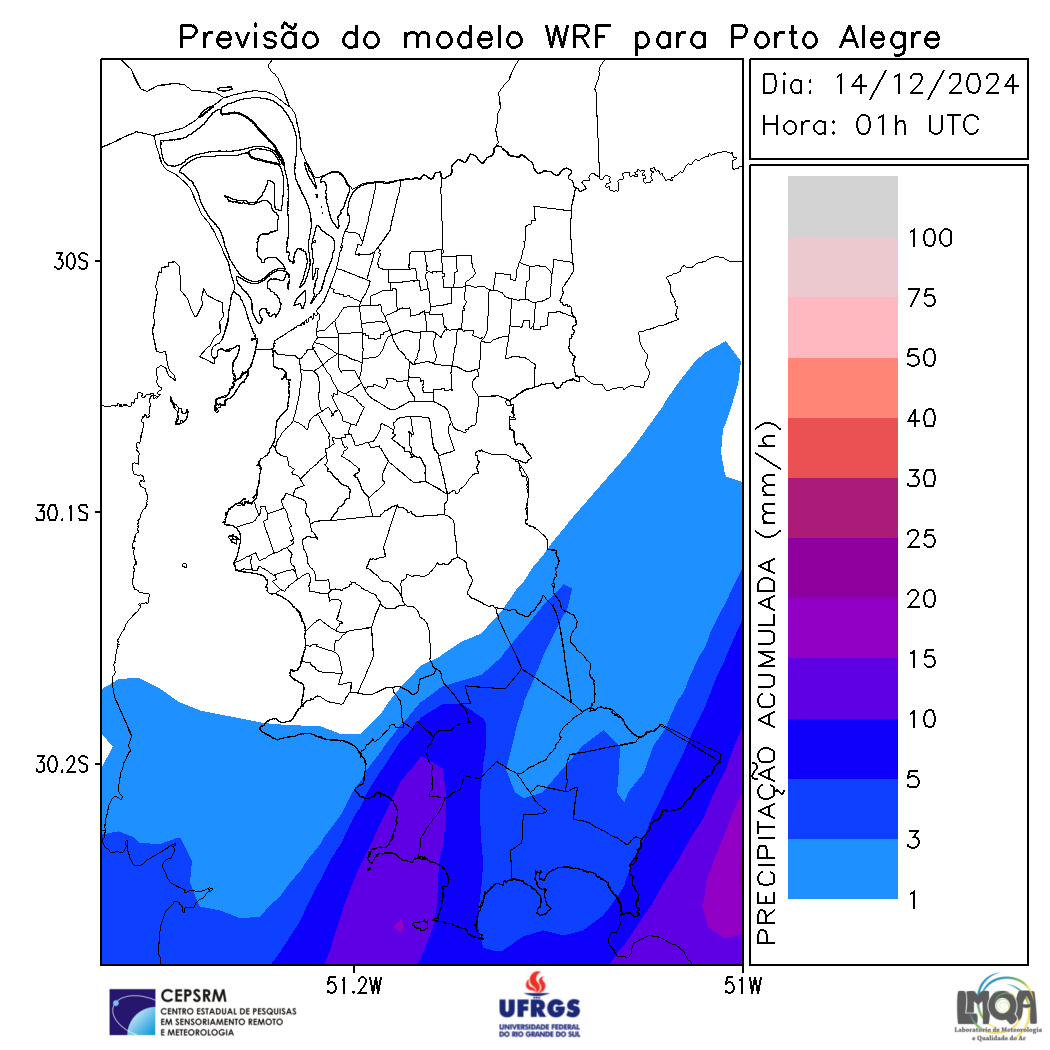 Previsão do modelo WRF para Porto Alegre
Dia: 14/12/2024
Hora: 01h UTC
30S
30.1S
30.2S
51.2W
51W
PRECIPITAÇÃO ACUMULADA (mm/h)
100
75
50
40
30
25
20
15
10
5
3
1
CEPSRM
CENTRO ESTADUAL DE PESQUISAS
EM SENSORIAMENTO REMOTO
E METEOROLOGIA
UFRGS
UNIVERSIDADE FEDERAL
DO RIO GRANDE DO SUL
LMQA
Laboratório de Meteorologia
e Qualidade do Ar